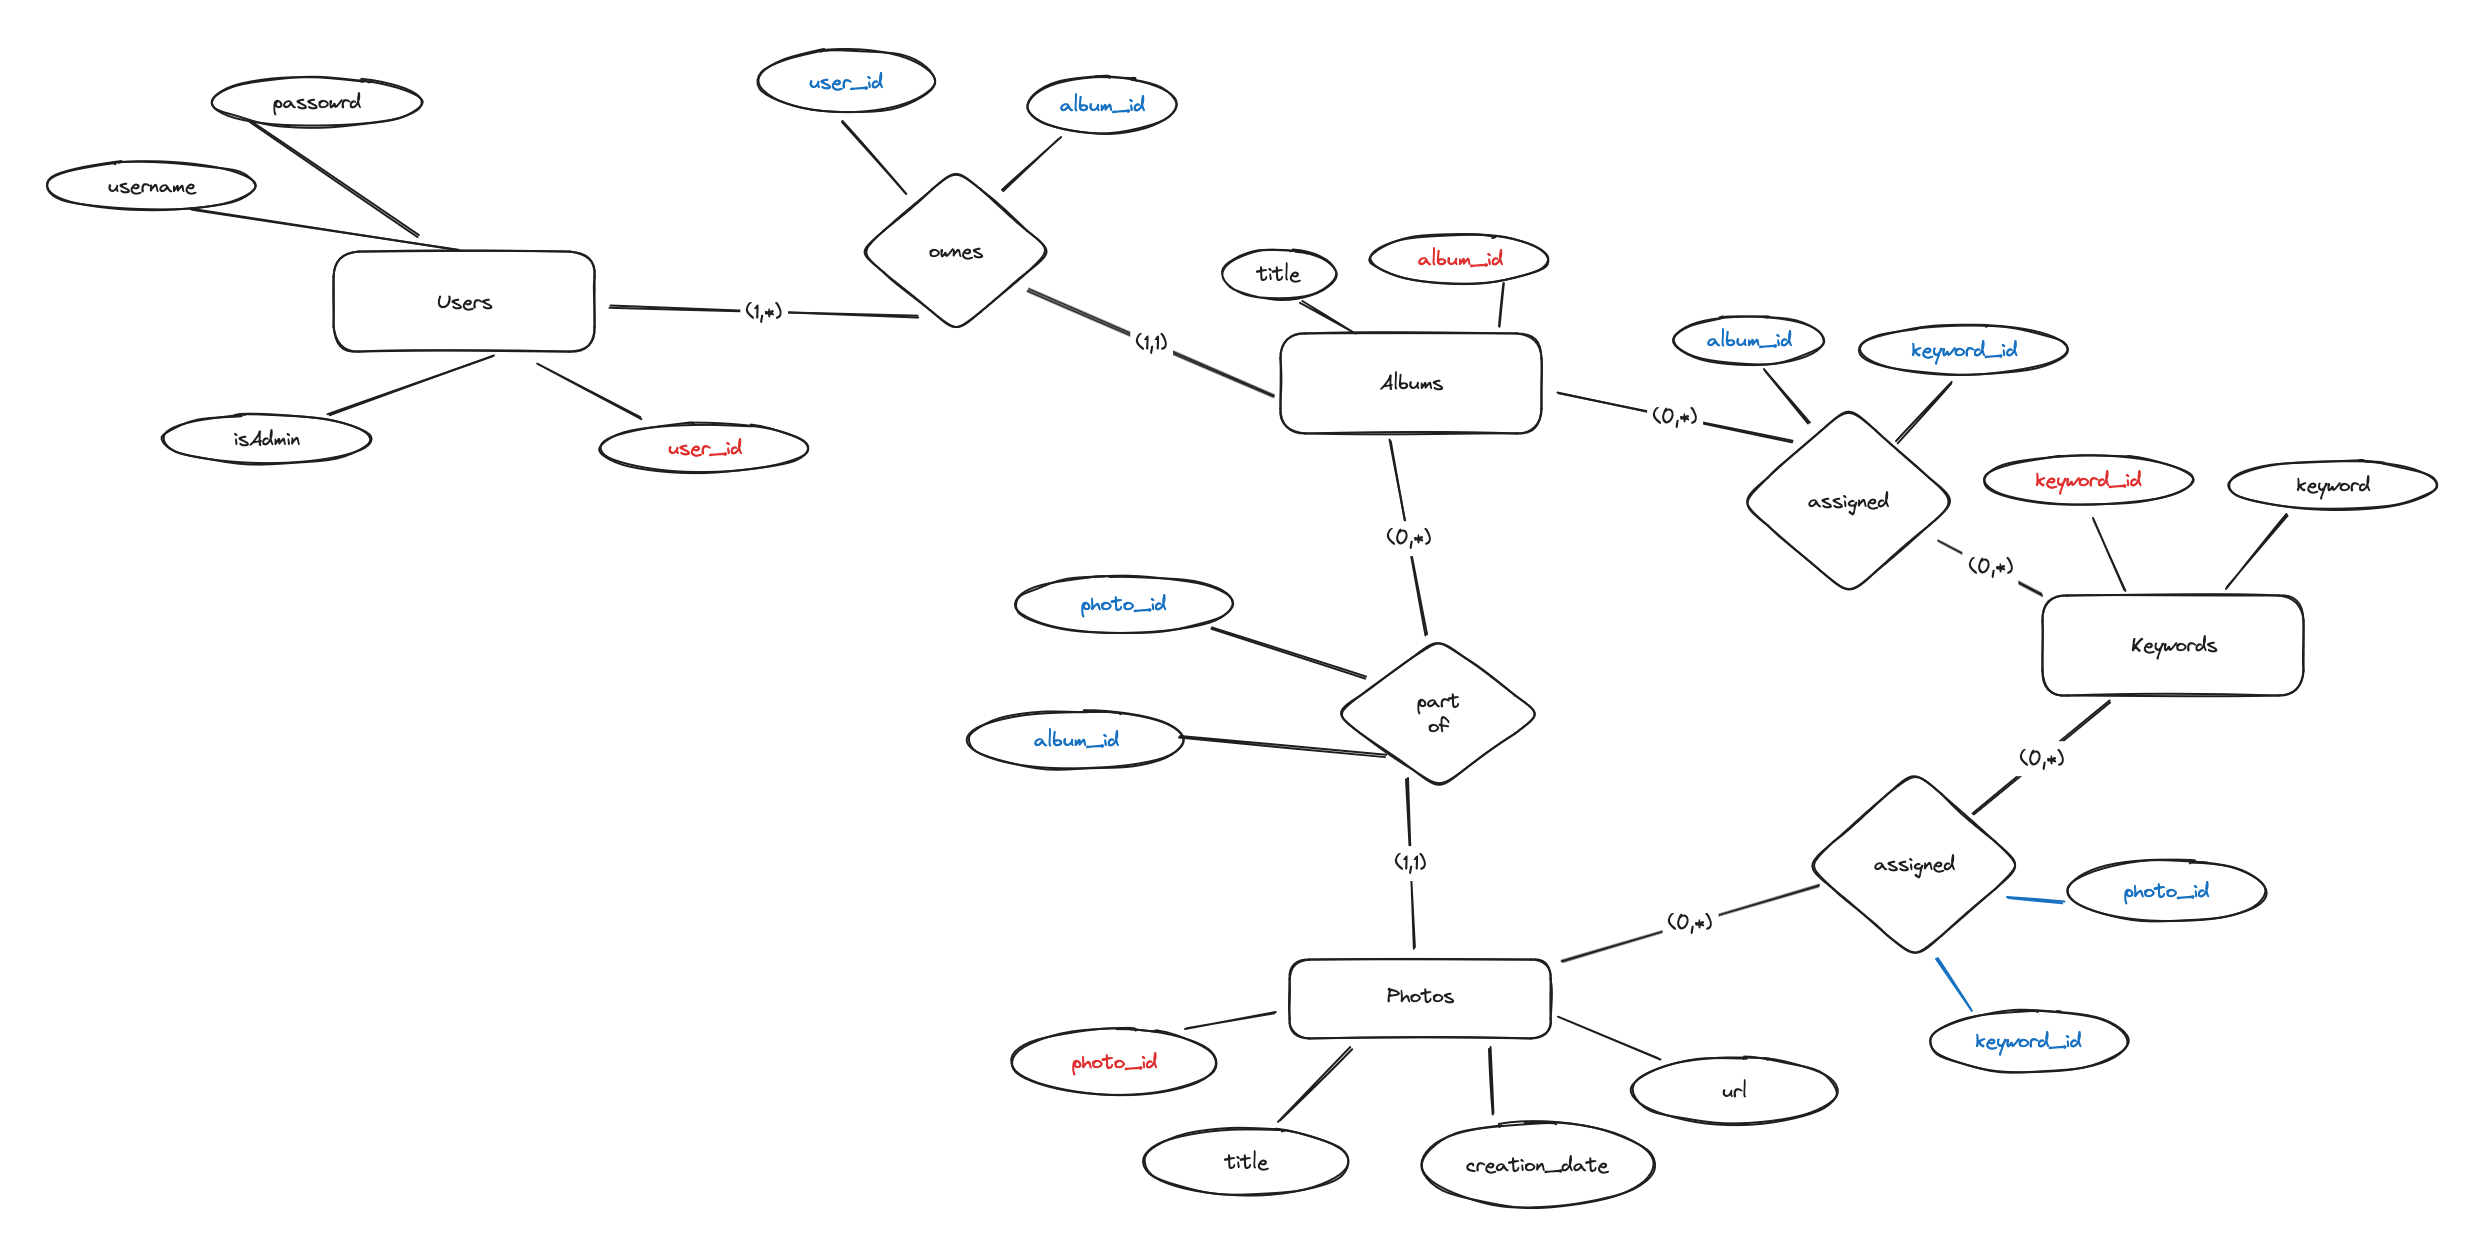 passowrd
username
Users
isAdmin
user_id
(1,*)
user_id
album_id
ownes
(1,1)
title
album_id
Albums
(0,*)
album_id
keyword_id
assigned
(0,*)
keyword_id
keyword
Keywords
(0,*)
photo_id
album_id
part
of
(1,1)
(0,*)
assigned
photo_id
keyword_id
(0,*)
Photos
photo_id
title
creation_date
url